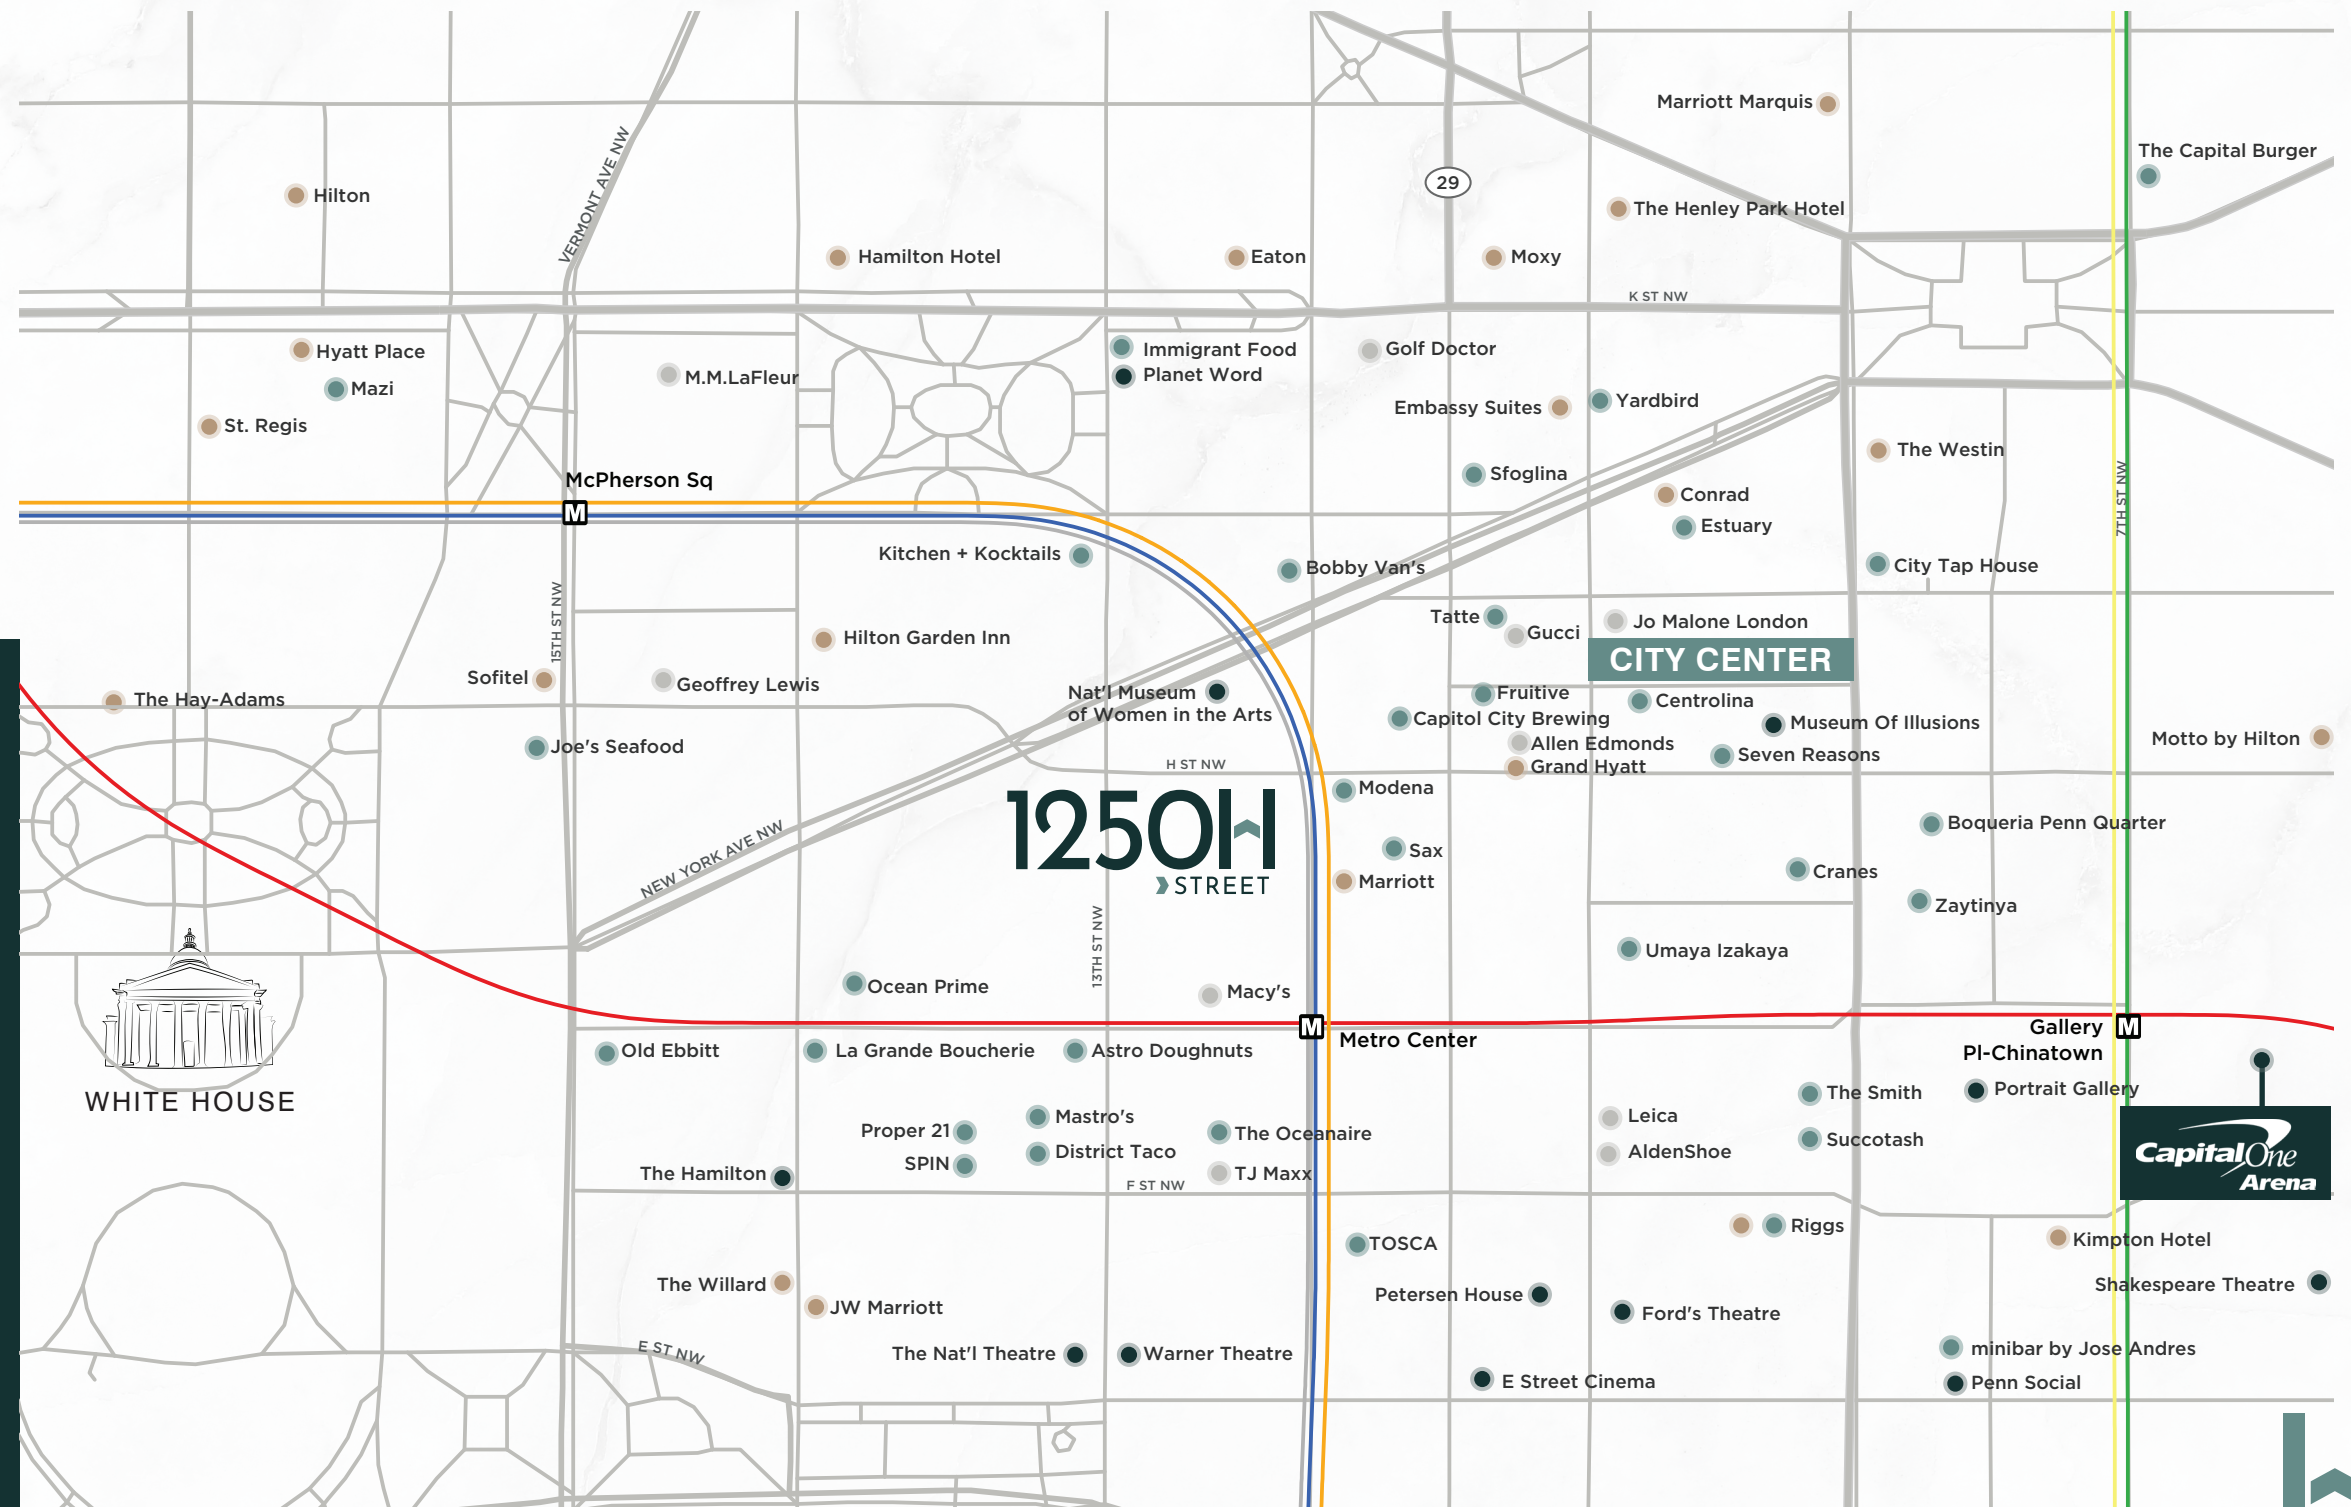 Marriott Marquis
The Capital Burger
VERMONT AVE NW
29
Hilton
The Henley Park Hotel
Hamilton Hotel
Eaton
Moxy
K ST NW
Hyatt Place
Immigrant Food
Golf Doctor
Planet Word
M.M.LaFleur
Mazi
Yardbird
Embassy Suites
St. Regis
The Westin
McPherson Sq
M
Sfoglina
Conrad
7TH ST NW
Estuary
Kitchen + Kocktails
Bobby Van's
City Tap House
15TH ST NW
Tatte
Jo Malone London
Gucci
Hilton Garden Inn
CITY CENTER
Sofitel
Geoffrey Lewis
The Hay-Adams
Nat'l Museum
of Women in the Arts
Fruitive
Centrolina
Capitol City Brewing
Museum Of Illusions
Allen Edmonds
Motto by Hilton
Joe's Seafood
Seven Reasons
H ST NW
Grand Hyatt
Modena
1250H
STREET
Boqueria Penn Quarter
NEW YORK AVE NW
Sax
Cranes
Marriott
Zaytinya
13TH ST NW
Umaya Izakaya
Ocean Prime
Macy's
M
Metro Center
Gallery
Pl-Chinatown
M
Old Ebbitt
La Grande Boucherie
Astro Doughnuts
WHITE HOUSE
The Smith
Portrait Gallery
Mastro's
Leica
Proper 21
The Oceanaire
Succotash
District Taco
AldenShoe
CapitalOne
Arena
SPIN
The Hamilton
TJ Maxx
F ST NW
Riggs
TOSCA
Kimpton Hotel
The Willard
Shakespeare Theatre
Petersen House
JW Marriott
Ford's Theatre
E ST NW
The Nat'l Theatre
Warner Theatre
minibar by Jose Andres
E Street Cinema
Penn Social